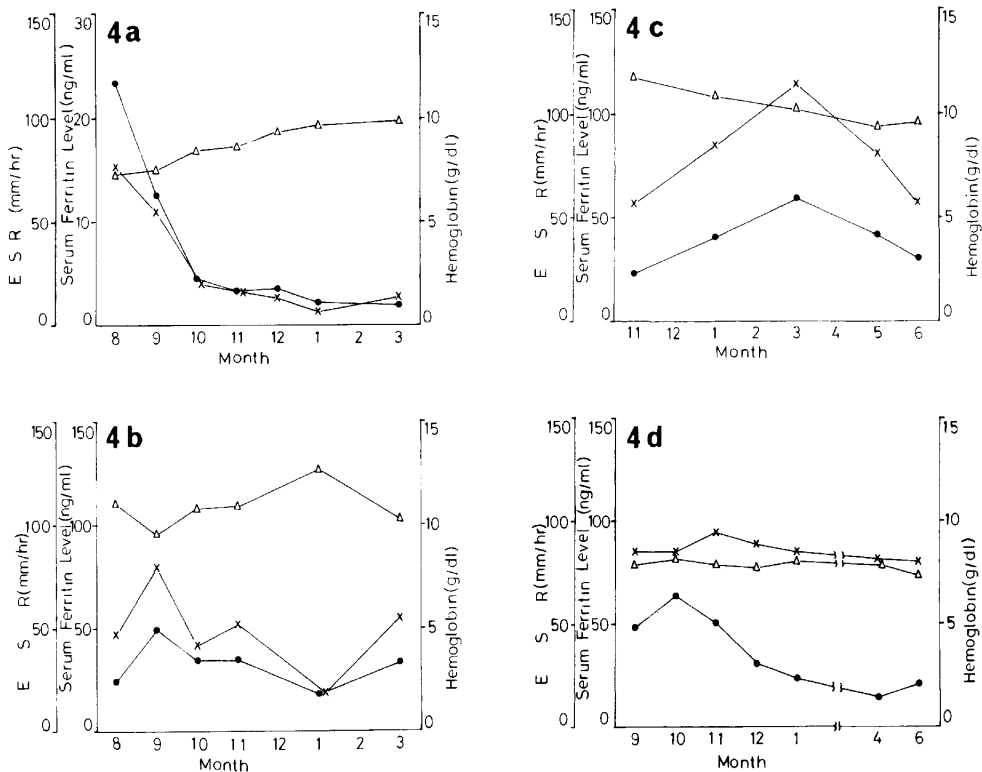 4a
150
100
50
0
E S R (mm/hr)
30
20
10
0
Serum Ferritin Level(ng/ml)
15
10
5
0
Hemoglobin(g/dl)
8 9 10 11 12 1 2 3
Month
4c
150
100
50
0
E S R(mm/hr)
150
100
50
0
Serum Ferritin Level(ng/ml)
15
10
5
0
Hemoglobin(g/dl)
11 12 1 2 3 5 6
Month
4b
150
100
50
0
E S R(mm/hr)
150
100
50
0
Serum Ferritin Level(ng/ml)
15
10
5
0
Hemoglobin(g/dl)
8 9 10 11 12 1 2 3
Month
4d
150
100
50
0
E S R(mm/hr)
150
100
50
0
Serum Ferritin Level (ng/ml)
15
10
5
0
Hemoglobin(g/dl)
9 10 11 12 1 4 6
Month